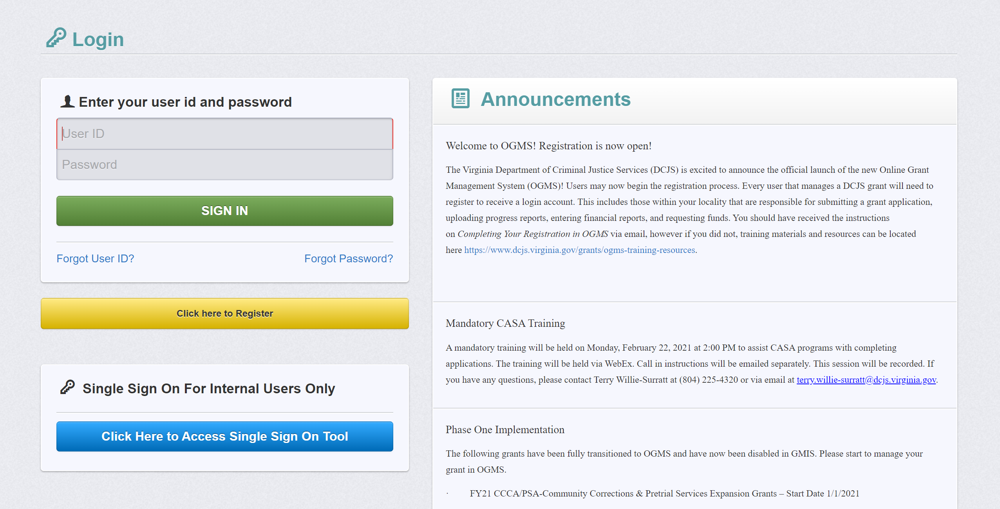 Login
Enter your user id and password
User ID
Password
SIGN IN
Forgot User ID?
Forgot Password?
Click here to Register
Single Sign On For Internal Users Only
Click Here to Access Single Sign On Tool
Announcements
Welcome to OGMS! Registration is now open!
The Virginia Department of Criminal Justice Services (DCJS) is excited to announce the official launch of the new Online Grant
Management System (OGMS)! Users may now begin the registration process. Every user that manages a DCJS grant will need to
register to receive a login account. This includes those within your locality that are responsible for submitting a grant application,
uploading progress reports, entering financial reports, and requesting funds. You should have received the instructions
on Completing Your Registration in OGMS via email, however if you did not, training materials and resources can be located
here https://www.dcjs.virginia.gov/grants/ogms-training-resources.
Mandatory CASA Training
A mandatory training will be held on Monday, February 22, 2021 at 2:00 PM to assist CASA programs with completing
applications. The training will be held via WebEx. Call in instructions will be emailed separately. This session will be recorded. If
you have any questions, please contact Terry Willie-Surratt at (804) 225-4320 or via email at terry.willie-surratt@dcjs.virginia.gov.
Phase One Implementation
The following grants have been fully transitioned to OGMS and have now been disabled in GMIS. Please start to manage your
grant in OGMS.
· FY21 CCCA/PSA-Community Corrections & Pretrial Services Expansion Grants – Start Date 1/1/2021